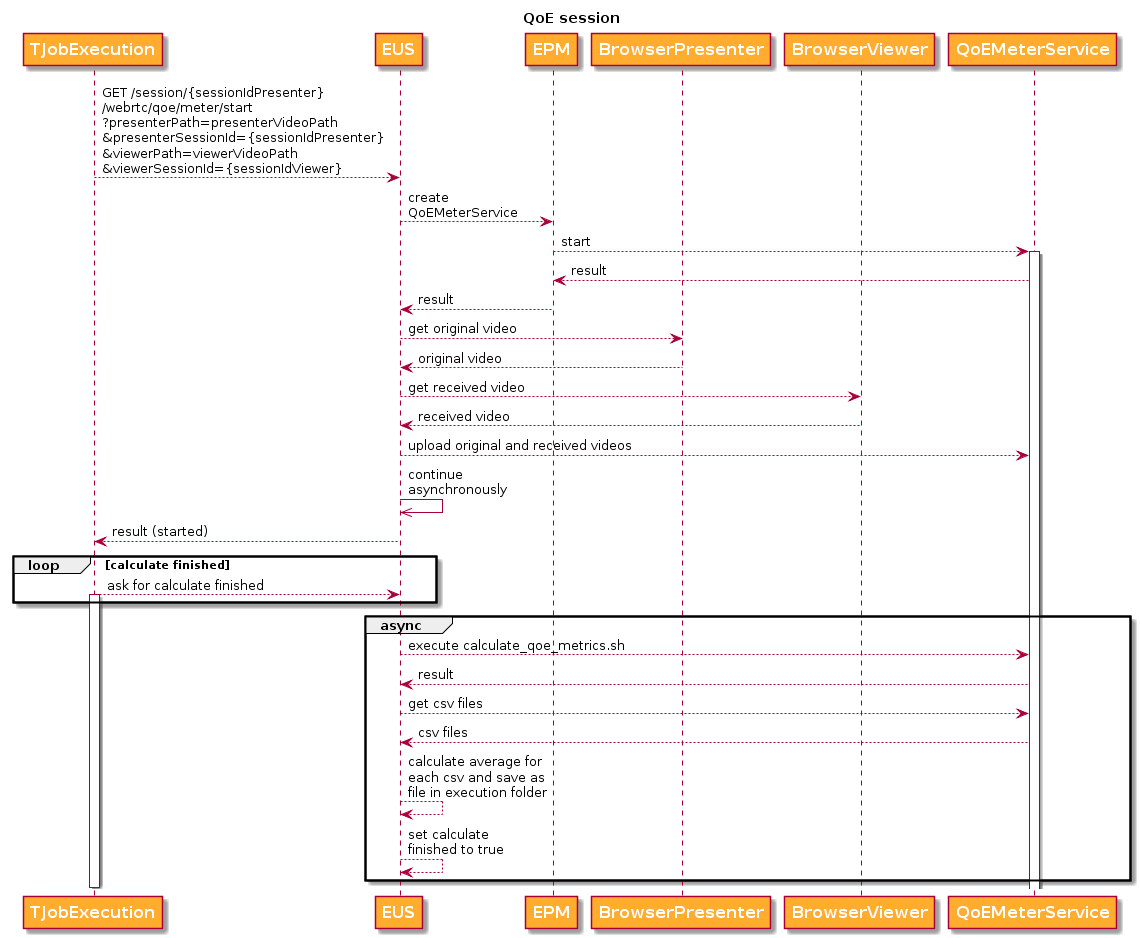 QoE session
TJobExecution
EUS
EPM
BrowserPresenter
BrowserViewer
QoEMeterService
GET /session/{sessionIdPresenter}
/webrtc/qoe/meter/start
?presenterPath=presenterVideoPath
&presenterSessionId={sessionIdPresenter}
&viewerPath=viewerVideoPath
&viewerSessionId={sessionIdViewer}
create
QoEMeterService
start
result
result
get original video
original video
get received video
received video
upload original and received videos
continue
asynchronously
result (started)
loop [calculate finished]
ask for calculate finished
async
execute calculate_qoe_metrics.sh
result
get csv files
csv files
calculate average for
each csv and save as
file in execution folder
set calculate
finished to true
TJobExecution
EUS
EPM
BrowserPresenter
BrowserViewer
QoEMeterService